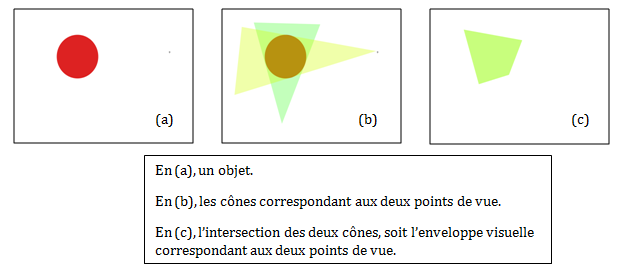 (a)
(b)
(c)
En (a), un objet.
En (b), les cônes correspondant aux deux points de vue.
En (c), l'intersection des deux cônes, soit l'enveloppe visuelle
correspondant aux deux points de vue.